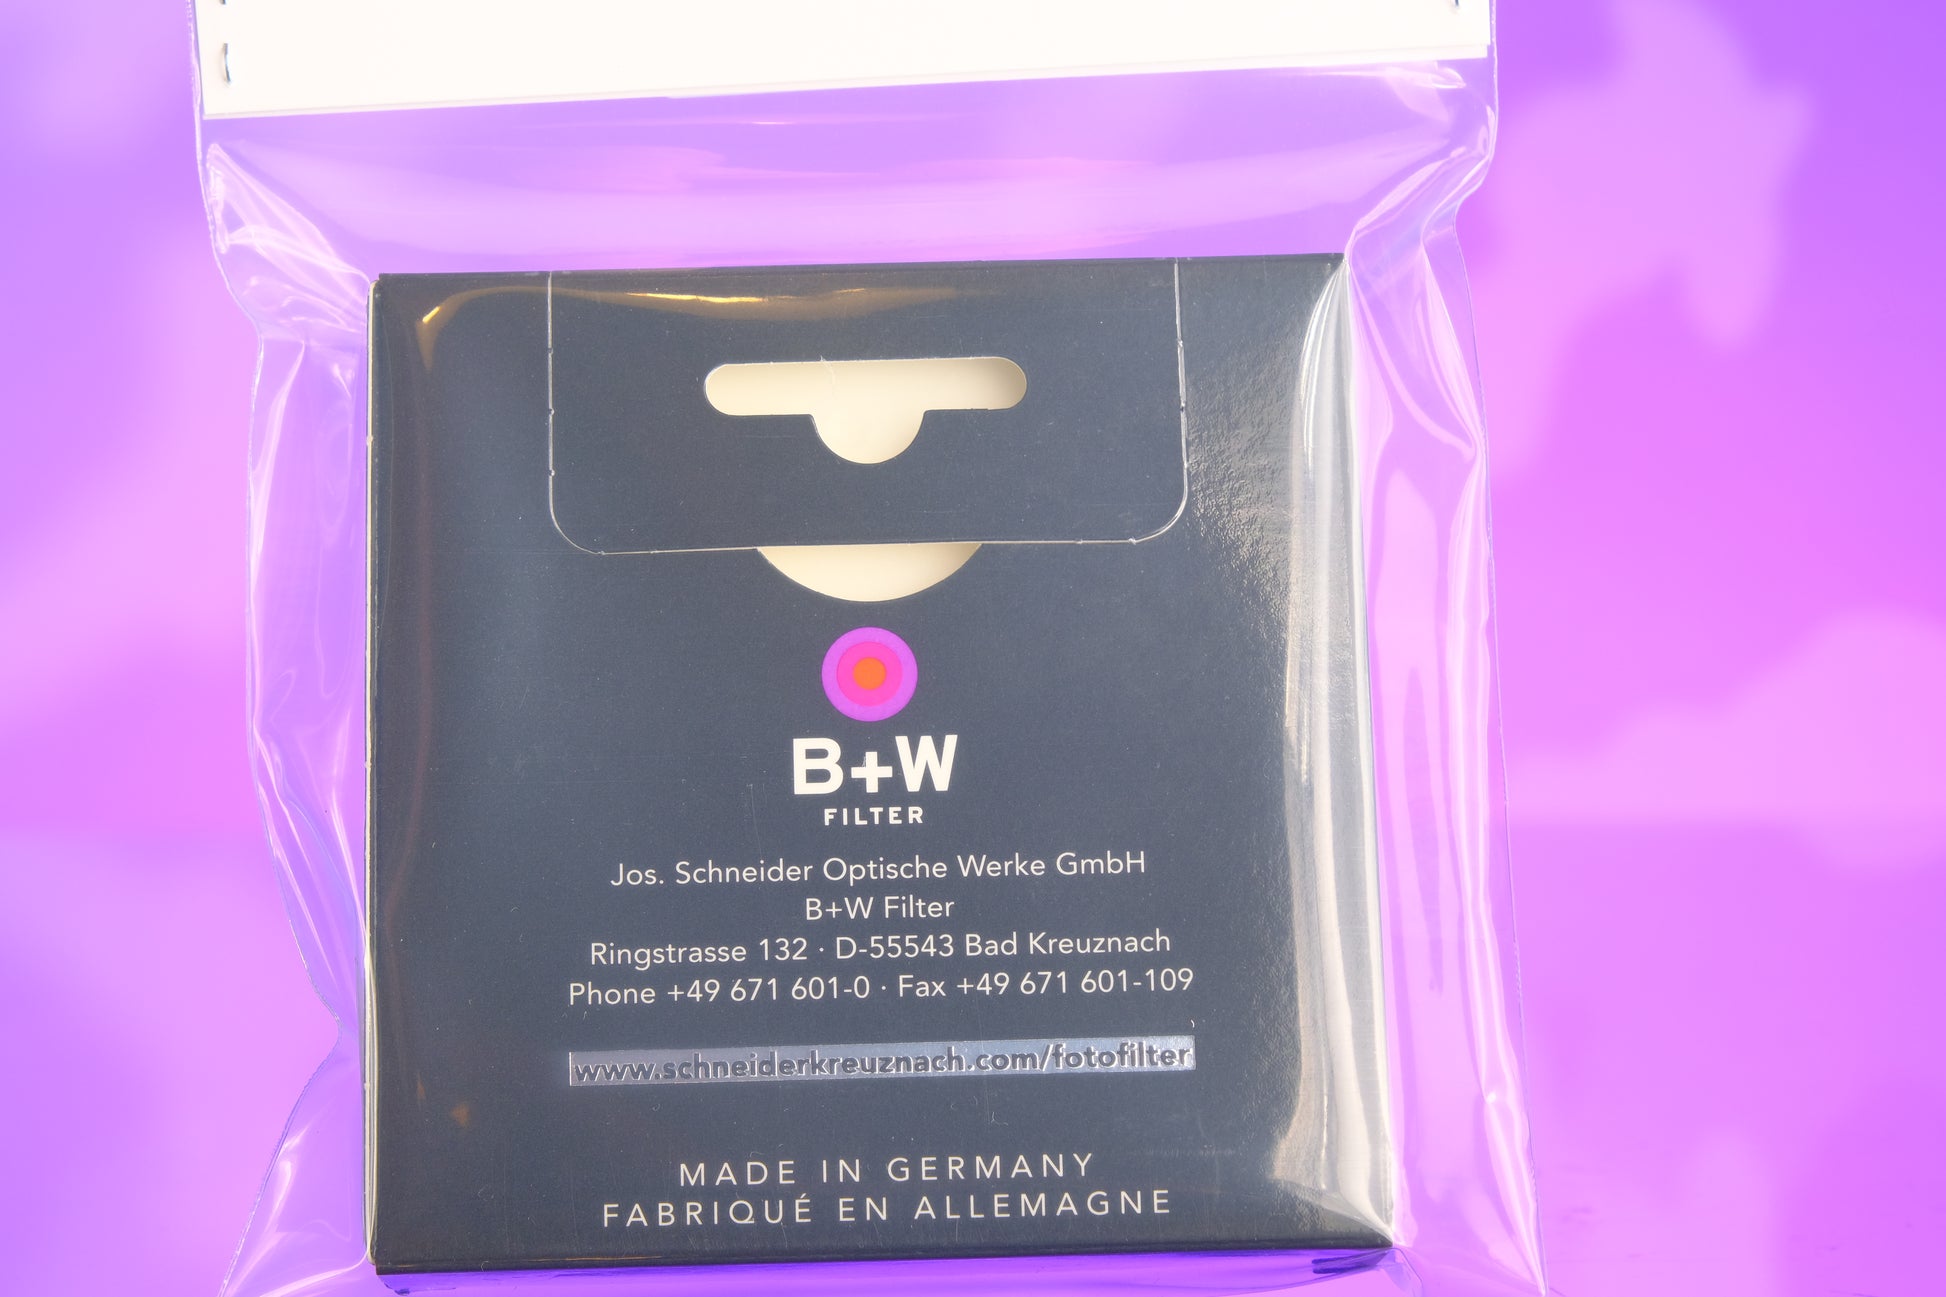 B+W
FILTER
Jos. Schneider Optische Werke GmbH
B+W Filter
Ringstrasse 132 · D-55543 Bad Kreuznach
Phone +49 671 601-0 · Fax +49 671 601-109
www.schneiderkreuznach.com/fotofilter
MADE IN GERMANY
FABRIQUÉ EN ALLEMAGNE